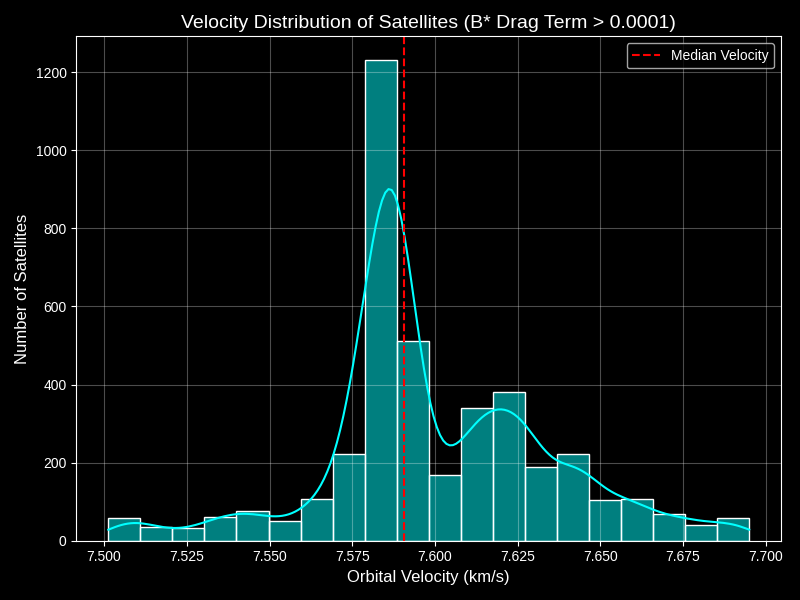 Velocity Distribution of Satellites (B* Drag Term > 0.0001)
Median Velocity
Number of Satellites
1200
1000
800
600
400
200
0
7.500 7.525 7.550 7.575 7.600 7.625 7.650 7.675 7.700
Orbital Velocity (km/s)